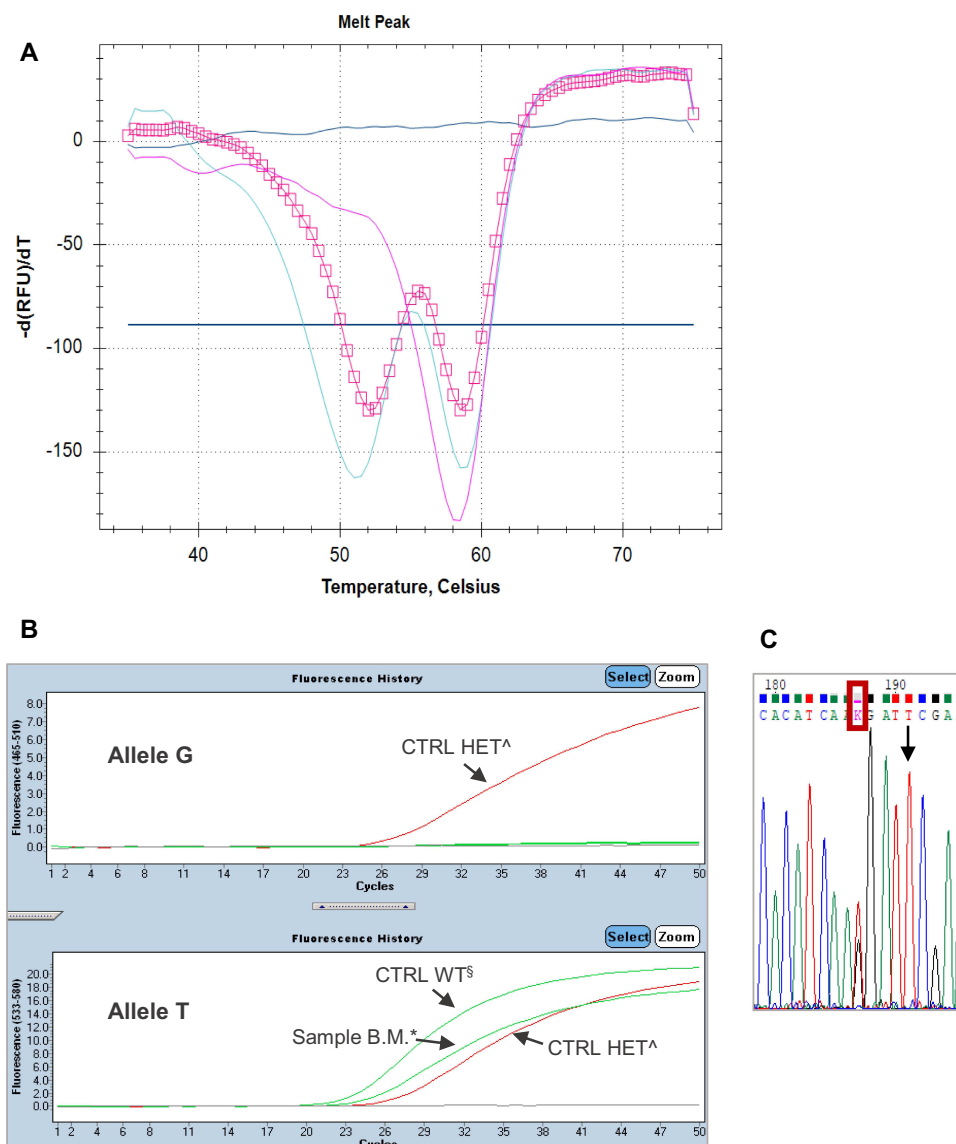 Melt Peak
A
0
-50
-100
-150
-d(RFU)/dT
40 50 60 70
Temperature, Celsius
B
Fluorescence History
Select Zoom
Fluorescence (465-510)
8.0
7.0
6.0
5.0
4.0
3.0
2.0
1.0
0.0
Allele G
CTRL HET^
1 2 4 6 8 11 14 17 20 23 26 29 32 35 38 41 44 47 50
Cycles
Fluorescence History
Select Zoom
Fluorescence (533-580)
20.0
18.0
16.0
14.0
12.0
10.0
8.0
6.0
4.0
2.0
0.0
Allele T
CTRL WT§
Sample B.M.*
CTRL HET^
1 2 4 6 8 11 14 17 20 23 26 29 32 35 38 41 44 47 50
Cycles
C
180 190
CACATCAAKGATTCGA